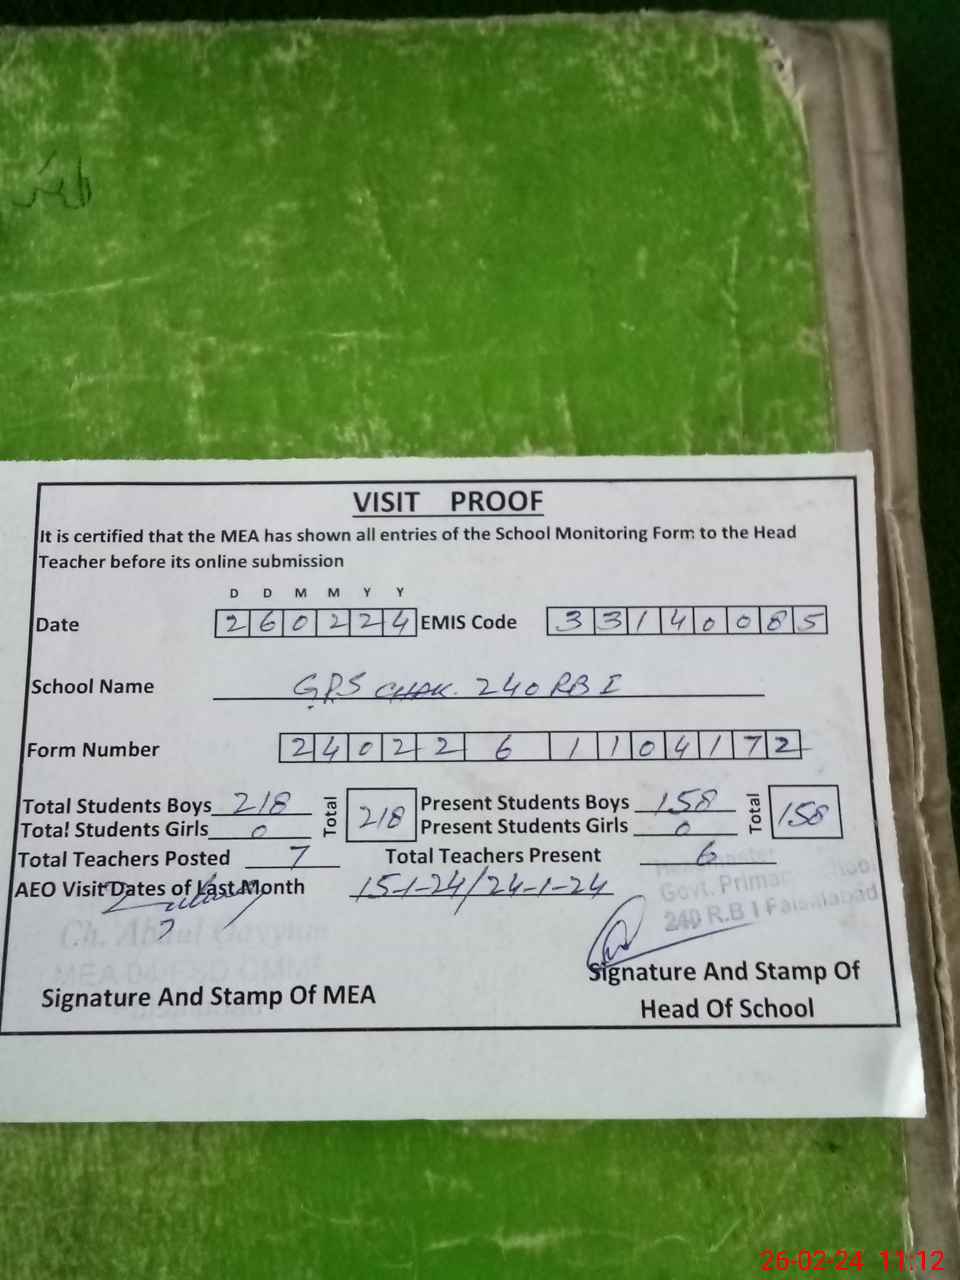 VISIT PROOF
It is certified that the MEA has shown all entries of the School Monitoring Form to the Head
Teacher before its online submission
D D M M Y Y
Date 260224 EMIS Code 33140085
School Name GPS CHAK. 240 RB I
Form Number 2402261104172
Total Students Boys 218 Total 218 Present Students Boys 158 Total 158
Total Students Girls 0 Present Students Girls 0
Total Teachers Posted 7 Total Teachers Present 6
AEO Visit Dates of Last Month 15-1-24/24-1-24
Govt. Primary School
240 R.B I Faisalabad
Ch. Abdul Qayyum
Signature And Stamp Of MEA
Signature And Stamp Of
Head Of School
26-02-24 11:12